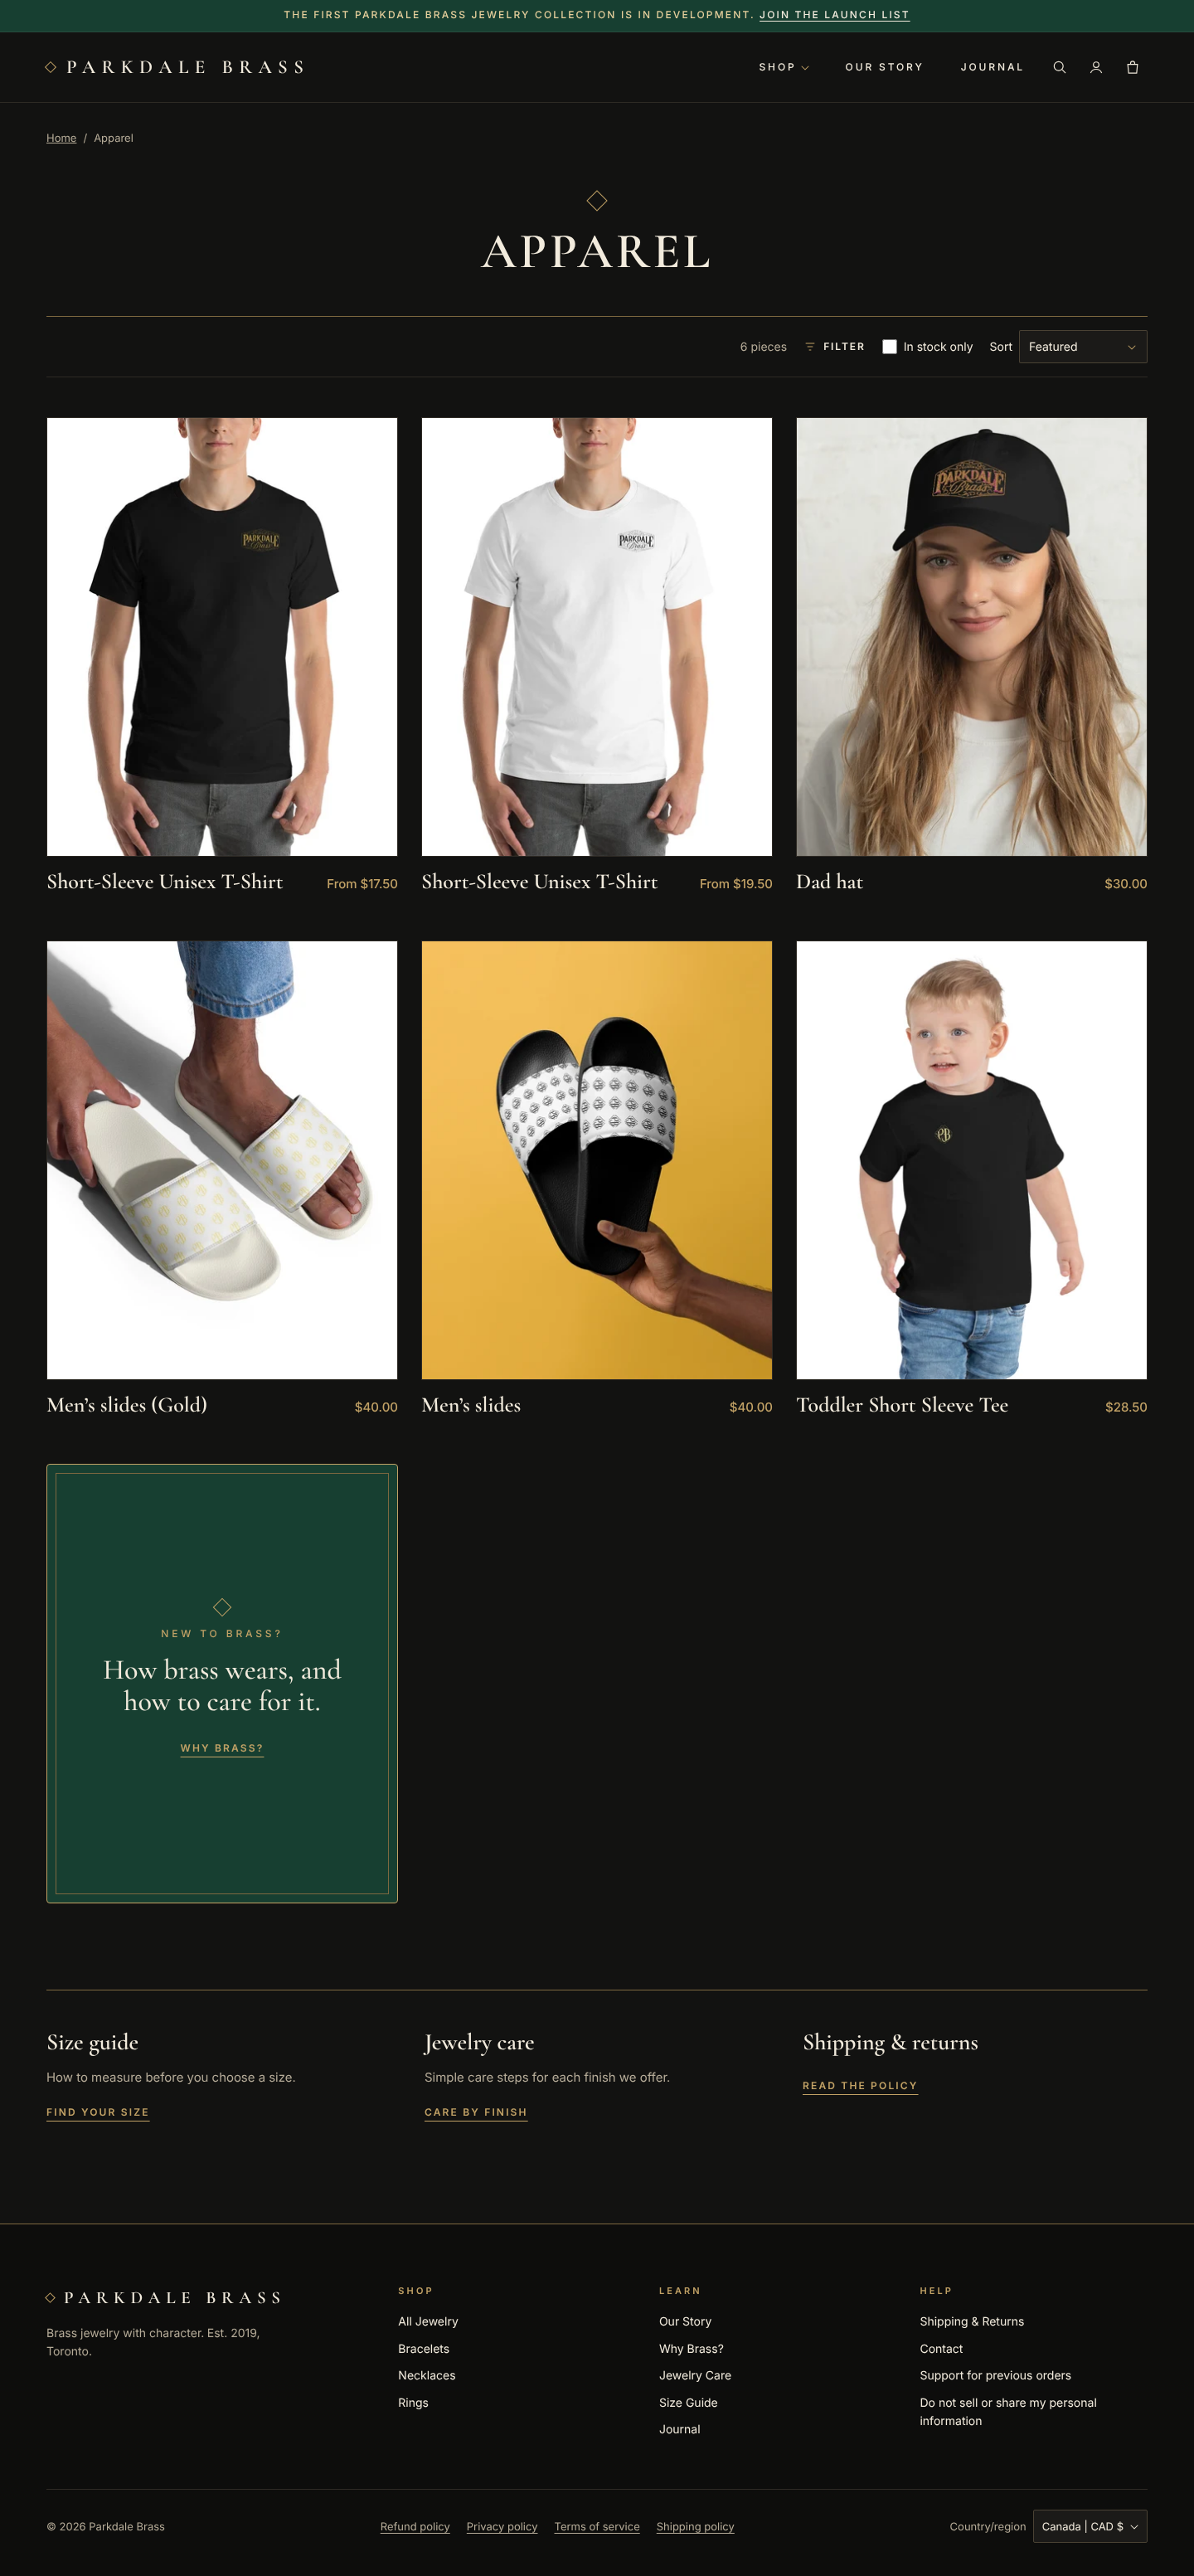 THE FIRST PARKDALE BRASS JEWELRY COLLECTION IS IN DEVELOPMENT. JOIN THE LAUNCH LIST
PARKDALE BRASS
SHOP
OUR STORY
JOURNAL
Home / Apparel
APPAREL
6 pieces
FILTER
In stock only
Sort
Featured
PARKDALE
Brass
PARKDALE
Brass
PARKDALE
Brass
Short-Sleeve Unisex T-Shirt
From $17.50
Short-Sleeve Unisex T-Shirt
From $19.50
Dad hat
$30.00
PB
Men’s slides (Gold)
$40.00
Men’s slides
$40.00
Toddler Short Sleeve Tee
$28.50
NEW TO BRASS?
How brass wears, and
how to care for it.
WHY BRASS?
Size guide
How to measure before you choose a size.
FIND YOUR SIZE
Jewelry care
Simple care steps for each finish we offer.
CARE BY FINISH
Shipping & returns
READ THE POLICY
PARKDALE BRASS
Brass jewelry with character. Est. 2019,
Toronto.
SHOP
All Jewelry
Bracelets
Necklaces
Rings
LEARN
Our Story
Why Brass?
Jewelry Care
Size Guide
Journal
HELP
Shipping & Returns
Contact
Support for previous orders
Do not sell or share my personal
information
© 2026 Parkdale Brass
Refund policy
Privacy policy
Terms of service
Shipping policy
Country/region
Canada | CAD $